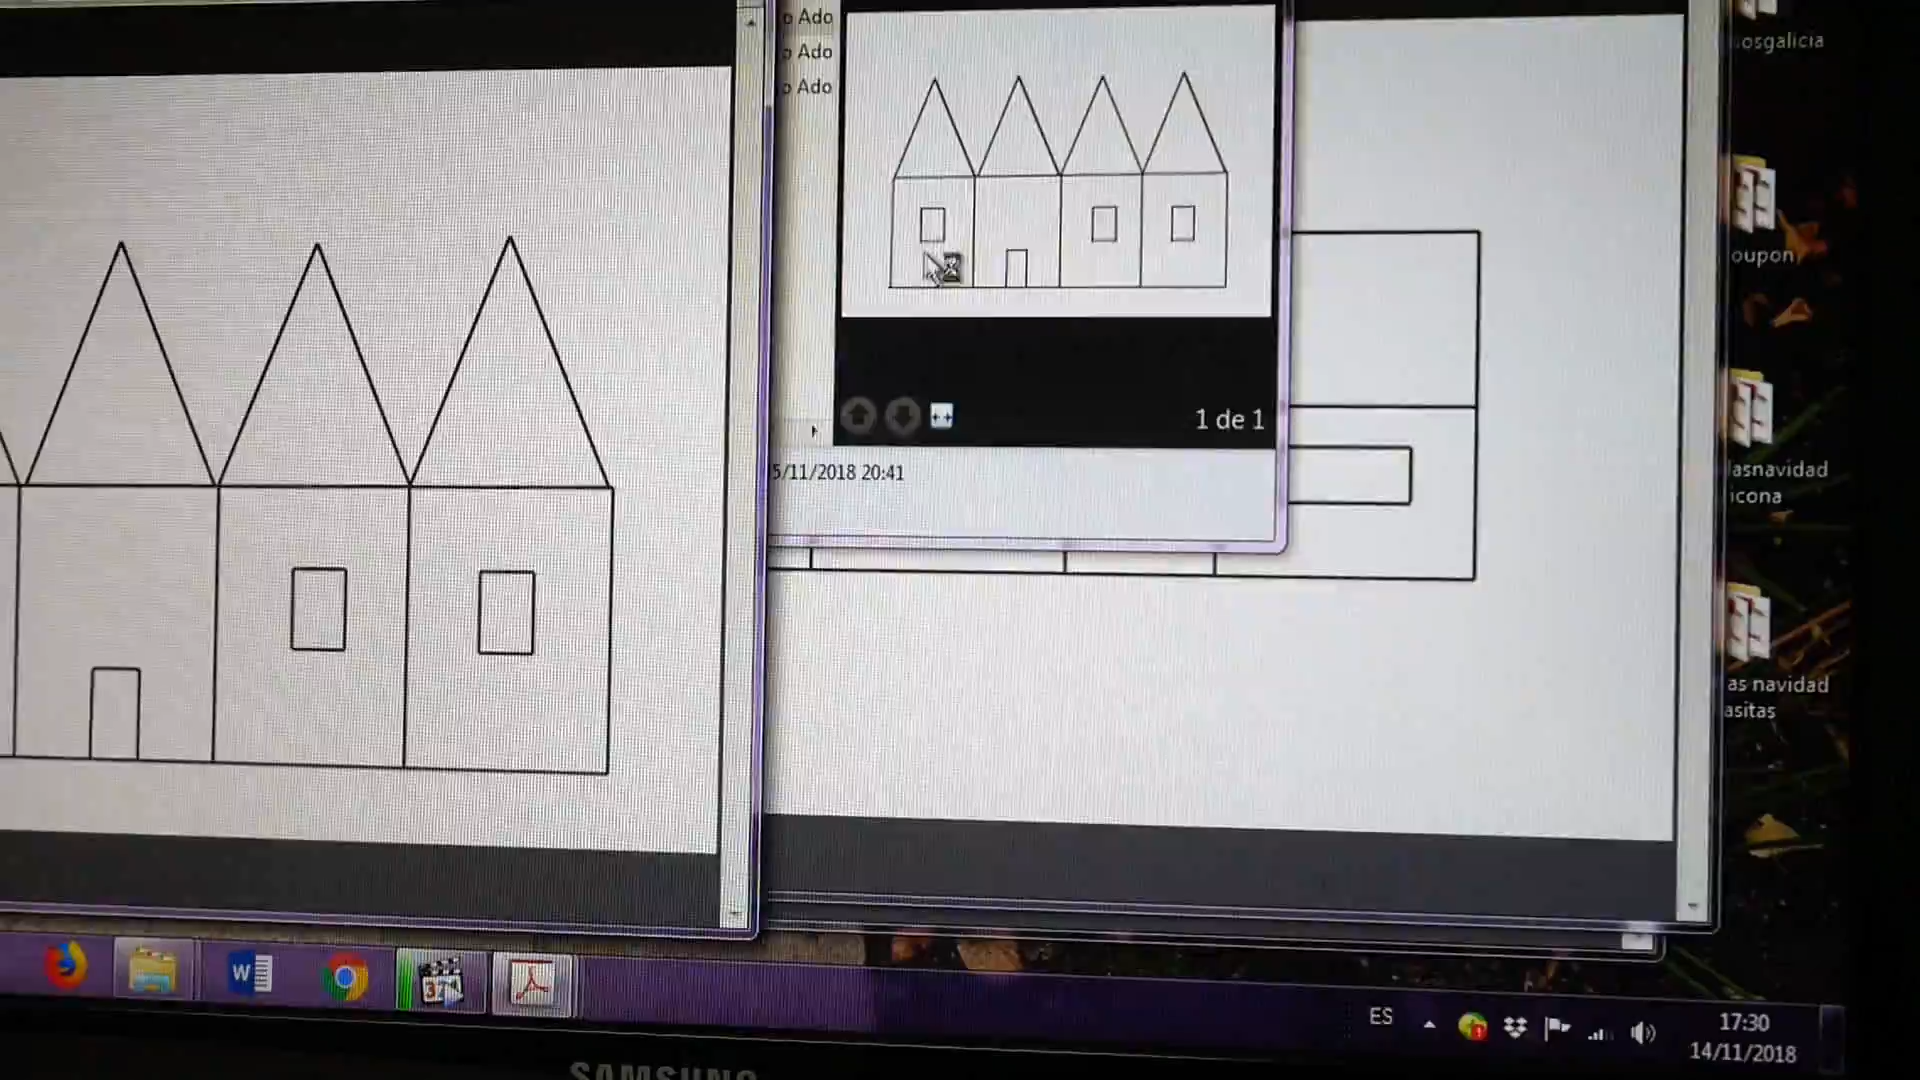 o Ado
o Ado
o Ado
1 de 1
5/11/2018 20:41
osgalicia
oupon
lasnavidad
icona
as navidad
asitas
W
ES
17:30
14/11/2018
SAMSUNG